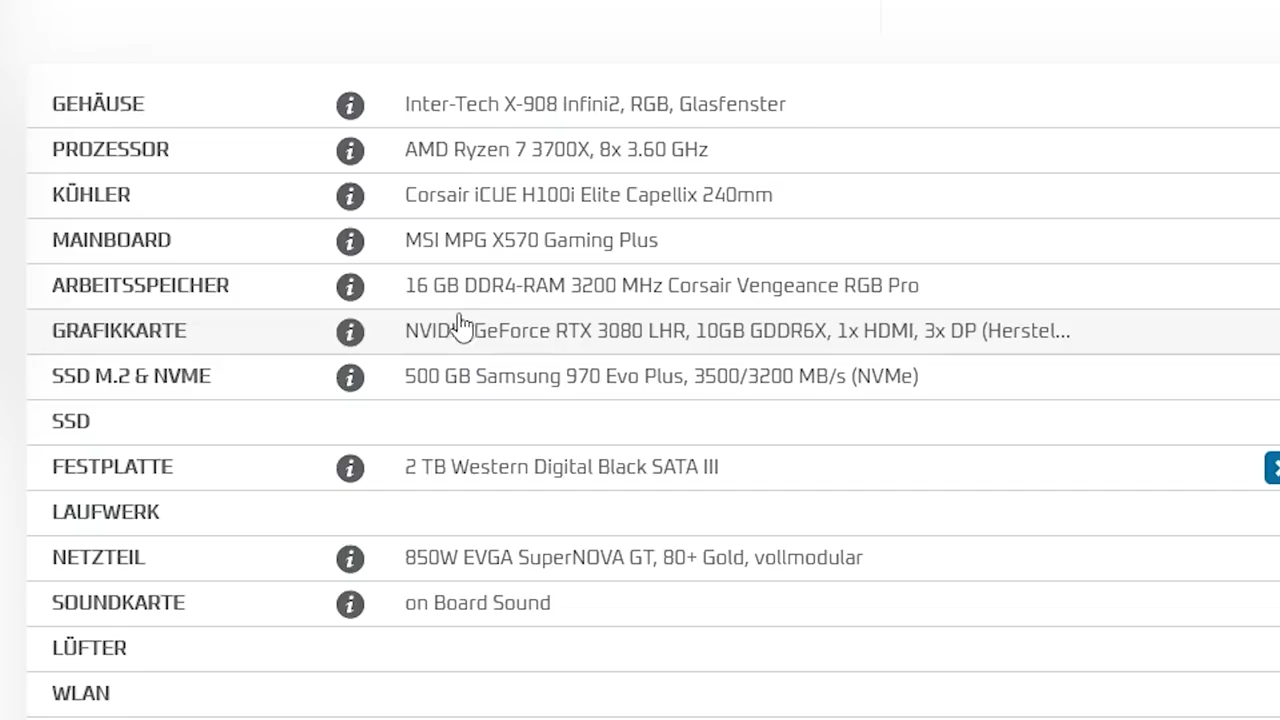 GEHÄUSE Inter-Tech X-908 Infini2, RGB, Glasfenster
PROZESSOR AMD Ryzen 7 3700X, 8x 3.60 GHz
KÜHLER Corsair iCUE H100i Elite Capellix 240mm
MAINBOARD MSI MPG X570 Gaming Plus
ARBEITSSPEICHER 16 GB DDR4-RAM 3200 MHz Corsair Vengeance RGB Pro
GRAFIKKARTE NVIDIA GeForce RTX 3080 LHR, 10GB GDDR6X, 1x HDMI, 3x DP (Herstel...
SSD M.2 & NVME 500 GB Samsung 970 Evo Plus, 3500/3200 MB/s (NVMe)
SSD
FESTPLATTE 2 TB Western Digital Black SATA III
LAUFWERK
NETZTEIL 850W EVGA SuperNOVA GT, 80+ Gold, vollmodular
SOUNDKARTE on Board Sound
LÜFTER
WLAN